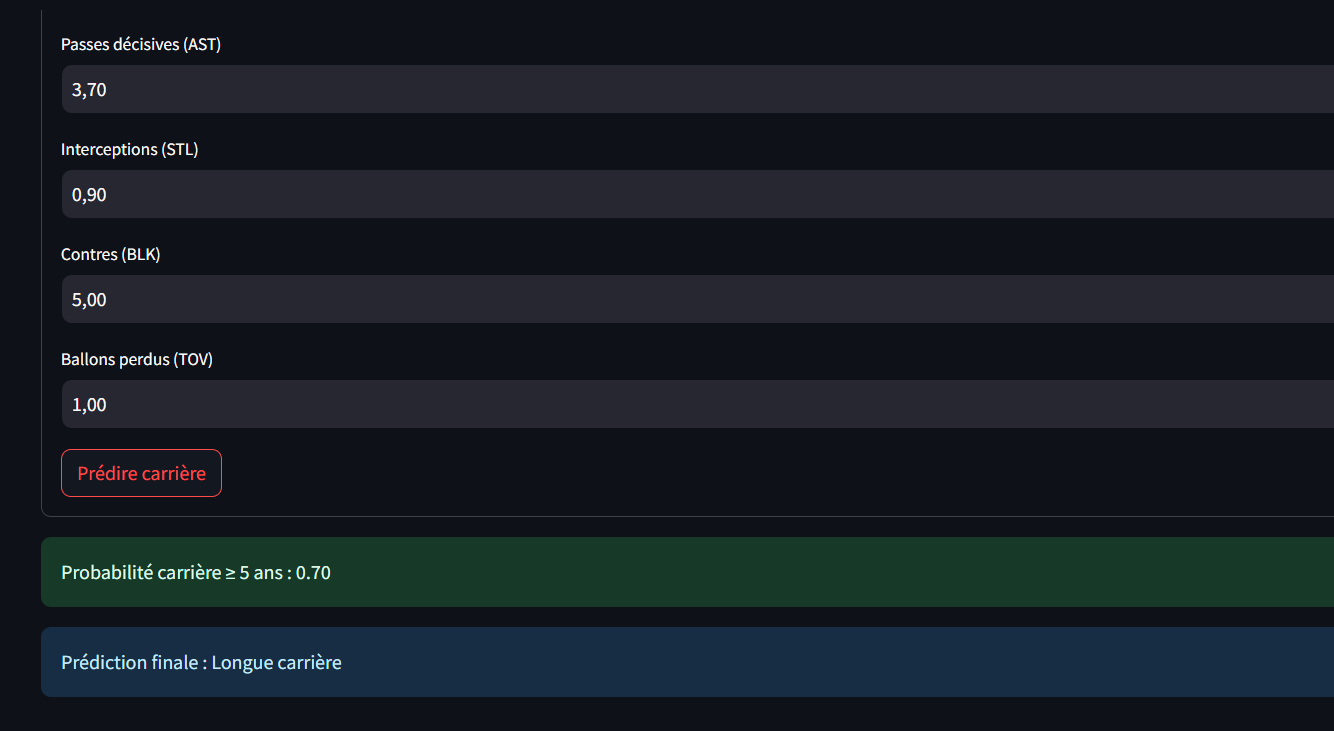 Passes décisives (AST)
3,70
Interceptions (STL)
0,90
Contres (BLK)
5,00
Ballons perdus (TOV)
1,00
Prédire carrière
Probabilité carrière ≥ 5 ans : 0.70
Prédiction finale : Longue carrière